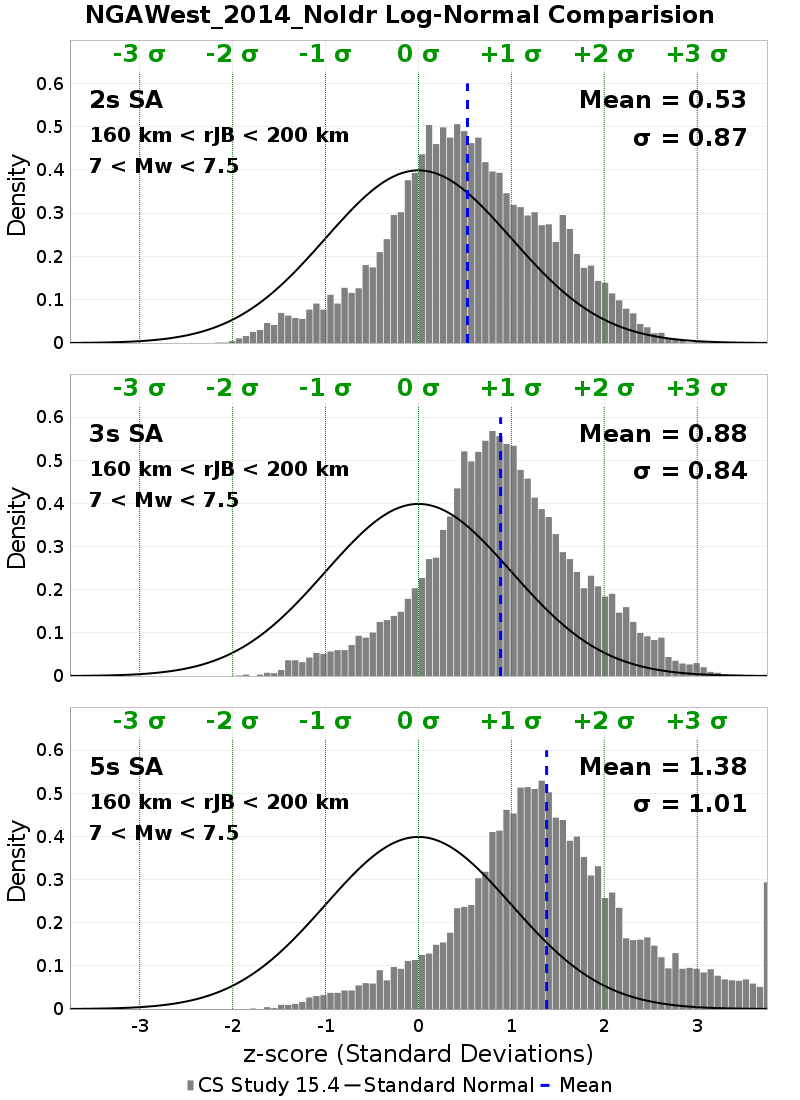 NGAWest_2014_NoIdr Log-Normal Comparision
-3 σ -2 σ -1 σ 0 σ +1 σ +2 σ +3 σ
2s SA
Mean = 0.53
160 km < rJB < 200 km
σ = 0.87
7 < Mw < 7.5
0.6
0.5
0.4
0.3
0.2
0.1
0
Density
-3 σ -2 σ -1 σ 0 σ +1 σ +2 σ +3 σ
3s SA
Mean = 0.88
160 km < rJB < 200 km
σ = 0.84
7 < Mw < 7.5
0.6
0.5
0.4
0.3
0.2
0.1
0
Density
-3 σ -2 σ -1 σ 0 σ +1 σ +2 σ +3 σ
5s SA
Mean = 1.38
160 km < rJB < 200 km
σ = 1.01
7 < Mw < 7.5
0.6
0.5
0.4
0.3
0.2
0.1
0
Density
-3 -2 -1 0 1 2 3
z-score (Standard Deviations)
CS Study 15.4 Standard Normal Mean